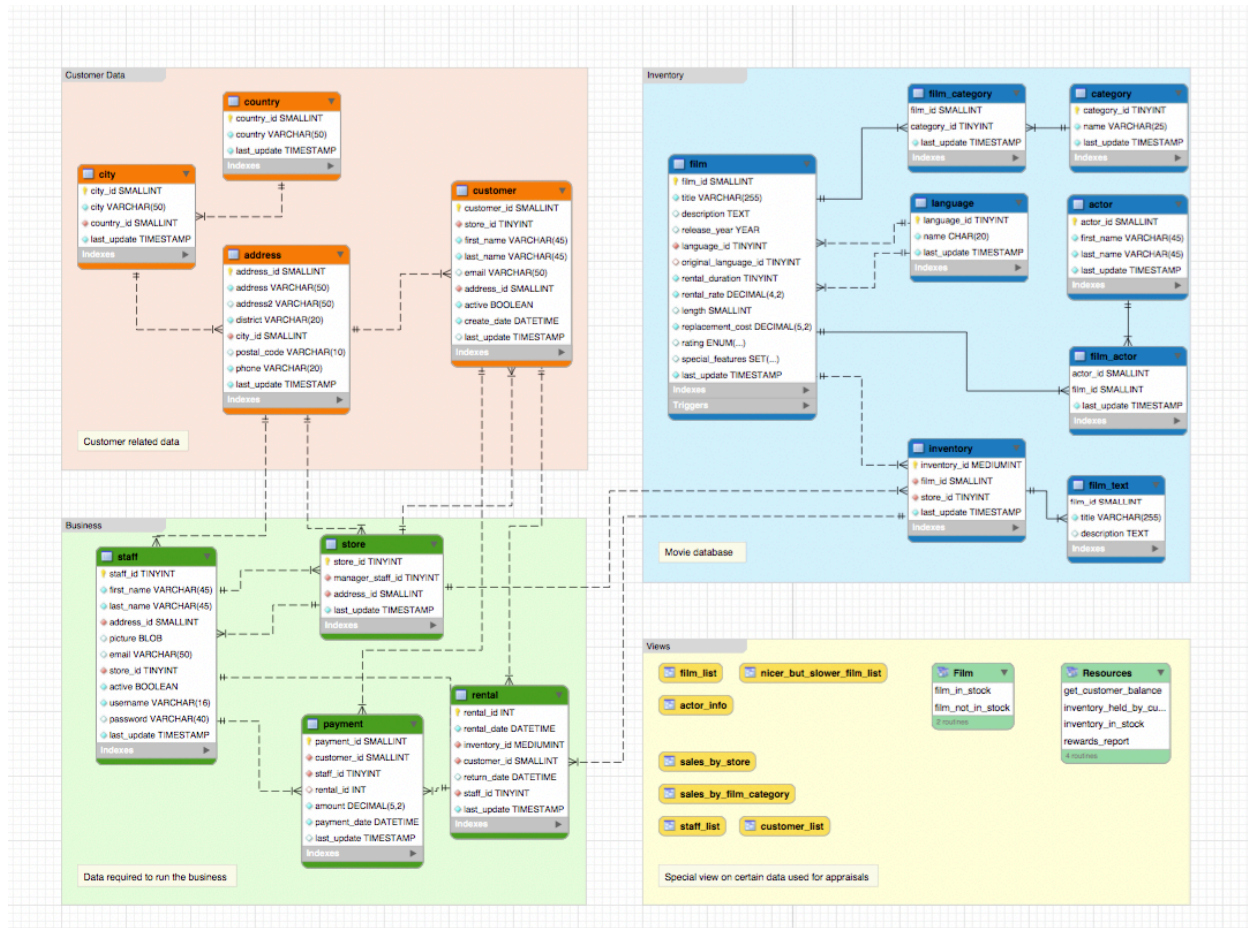 Customer Data
country
country_id SMALLINT
country VARCHAR(50)
last_update TIMESTAMP
Indexes
city
city_id SMALLINT
city VARCHAR(50)
country_id SMALLINT
last_update TIMESTAMP
Indexes
address
address_id SMALLINT
address VARCHAR(50)
address2 VARCHAR(50)
district VARCHAR(20)
city_id SMALLINT
postal_code VARCHAR(10)
phone VARCHAR(20)
last_update TIMESTAMP
Indexes
customer
customer_id SMALLINT
store_id TINYINT
first_name VARCHAR(45)
last_name VARCHAR(45)
email VARCHAR(50)
address_id SMALLINT
active BOOLEAN
create_date DATETIME
last_update TIMESTAMP
Indexes
Customer related data
Inventory
film
film_id SMALLINT
title VARCHAR(255)
description TEXT
release_year YEAR
language_id TINYINT
original_language_id TINYINT
rental_duration TINYINT
rental_rate DECIMAL(4,2)
length SMALLINT
replacement_cost DECIMAL(5,2)
rating ENUM(...)
special_features SET(...)
last_update TIMESTAMP
Indexes
Triggers
film_category
film_id SMALLINT
category_id TINYINT
last_update TIMESTAMP
Indexes
category
category_id TINYINT
name VARCHAR(25)
last_update TIMESTAMP
Indexes
language
language_id TINYINT
name CHAR(20)
last_update TIMESTAMP
Indexes
actor
actor_id SMALLINT
first_name VARCHAR(45)
last_name VARCHAR(45)
last_update TIMESTAMP
Indexes
film_actor
actor_id SMALLINT
film_id SMALLINT
last_update TIMESTAMP
Indexes
inventory
inventory_id MEDIUMINT
film_id SMALLINT
store_id TINYINT
last_update TIMESTAMP
Indexes
film_text
film_id SMALLINT
title VARCHAR(255)
description TEXT
Indexes
Movie database
Business
staff
staff_id TINYINT
first_name VARCHAR(45)
last_name VARCHAR(45)
address_id SMALLINT
picture BLOB
email VARCHAR(50)
store_id TINYINT
active BOOLEAN
username VARCHAR(16)
password VARCHAR(40)
last_update TIMESTAMP
Indexes
store
store_id TINYINT
manager_staff_id TINYINT
address_id SMALLINT
last_update TIMESTAMP
Indexes
payment
payment_id SMALLINT
customer_id SMALLINT
staff_id TINYINT
rental_id INT
amount DECIMAL(5,2)
payment_date DATETIME
last_update TIMESTAMP
Indexes
rental
rental_id INT
rental_date DATETIME
inventory_id MEDIUMINT
customer_id SMALLINT
return_date DATETIME
staff_id TINYINT
last_update TIMESTAMP
Indexes
Data required to run the business
Views
film_list
nicer_but_slower_film_list
actor_info
sales_by_store
sales_by_film_category
staff_list
customer_list
Film
film_in_stock
film_not_in_stock
2 routines
Resources
get_customer_balance
inventory_held_by_cu...
inventory_in_stock
rewards_report
4 routines
Special view on certain data used for appraisals